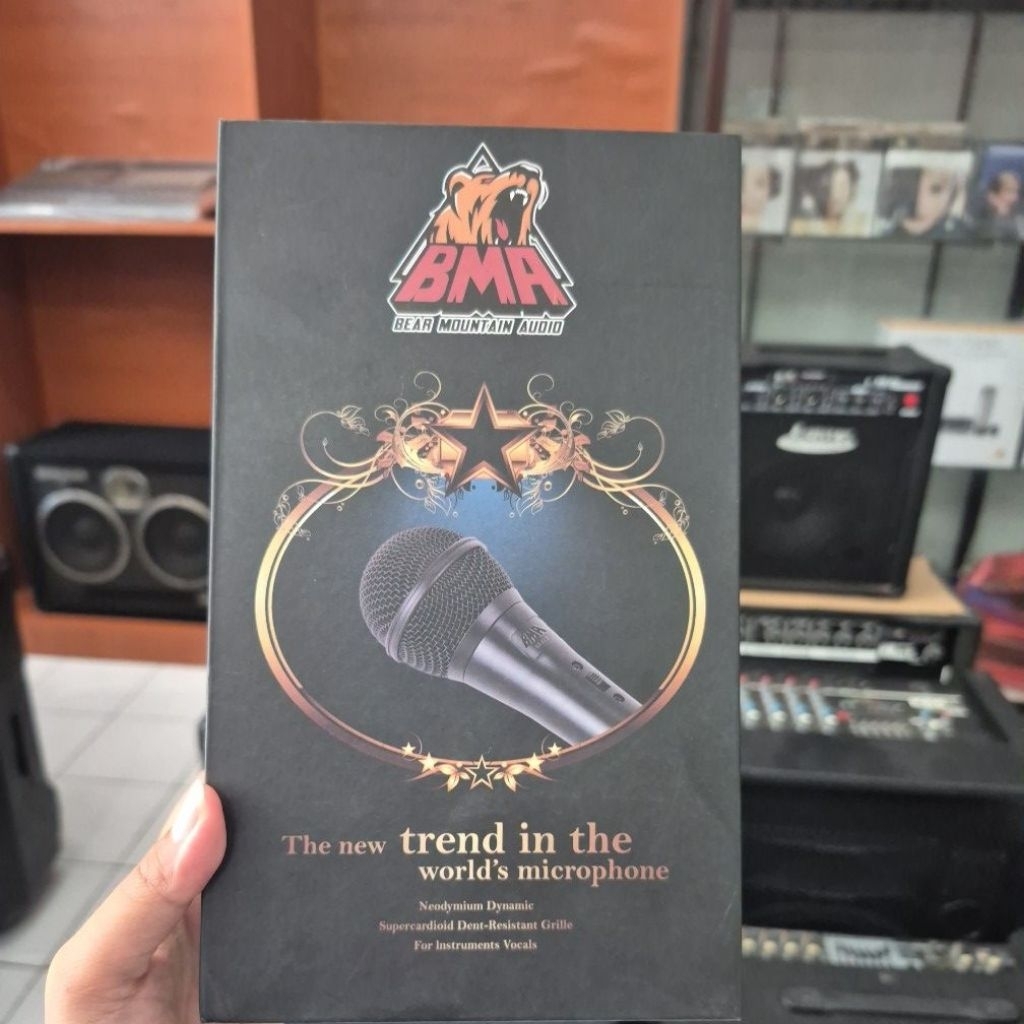 BMA
BEAR MOUNTAIN AUDIO
The new trend in the
world's microphone
Neodymium Dynamic
Supercardioid Dent-Resistant Grille
For Instruments Vocals